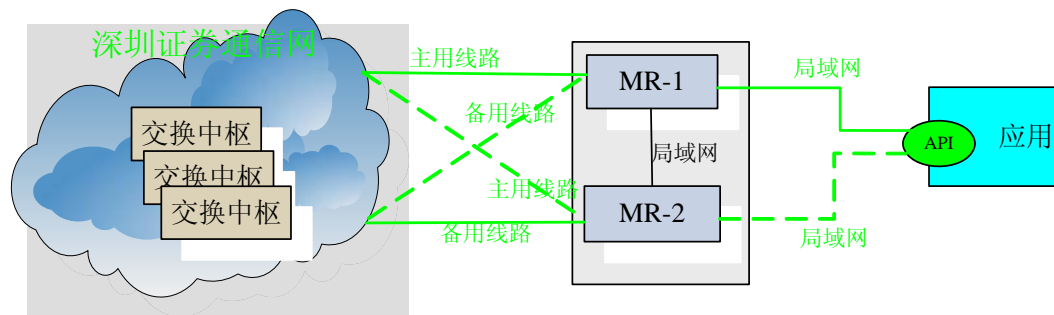 深圳证券通信网
交换中枢
交换中枢
交换中枢
主用线路
备用线路
主用线路
备用线路
MR-1
局域网
MR-2
局域网
局域网
API
应用